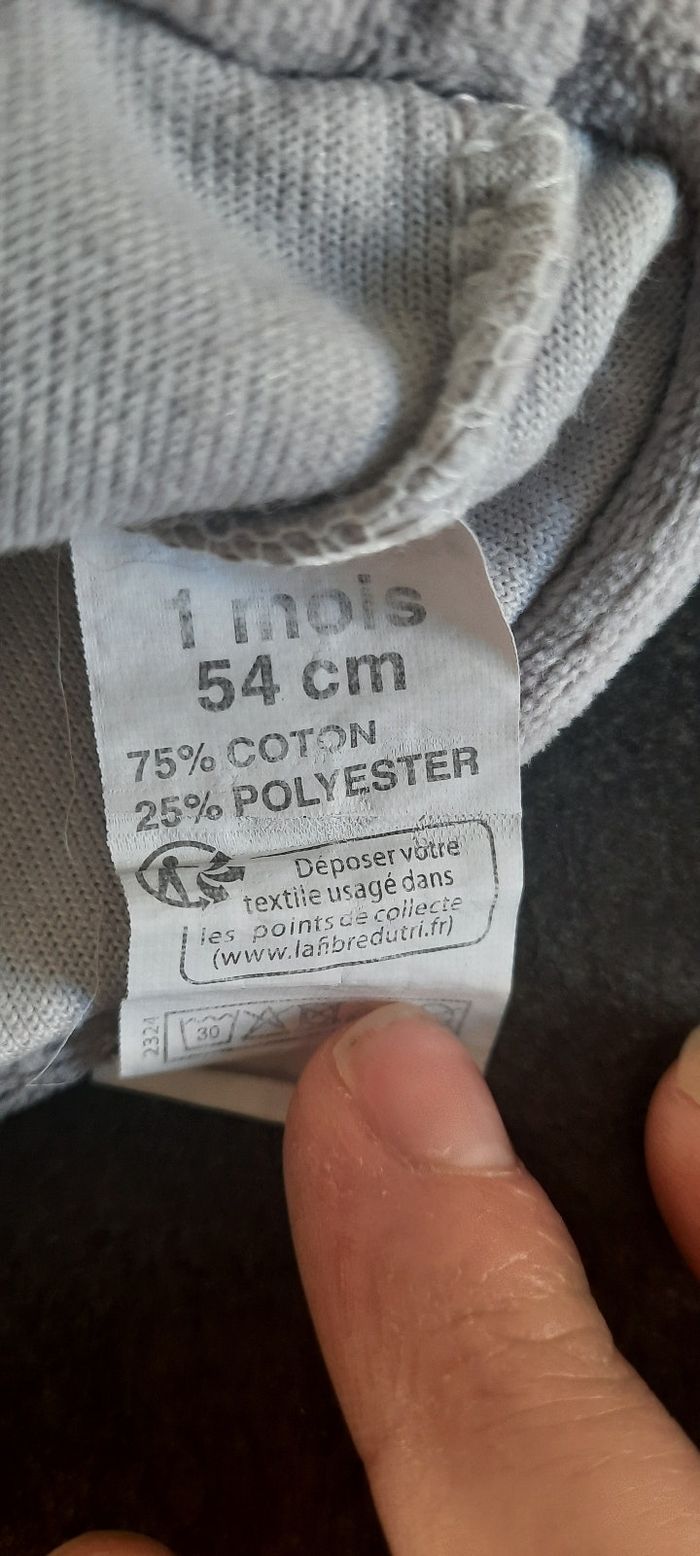 1 mois
54 cm
75% COTON
25% POLYESTER
Déposer votre
textile usagé dans
les points de collecte
(www.lafibredutri.fr)
2324
30